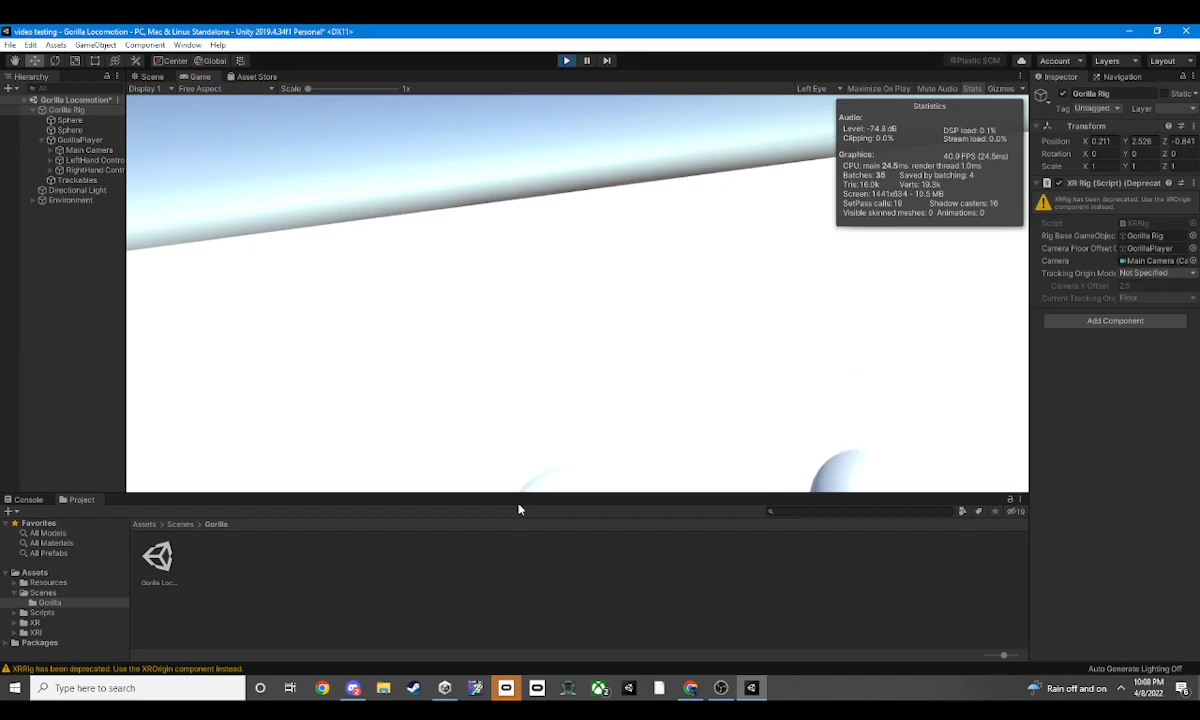 video testing - Gorilla Locomotion - PC, Mac & Linux Standalone - Unity 2019.4.34f1 Personal* <DX11>
File Edit Assets GameObject Component Window Help
Center Global Plastic SCM Account Layers Layout
Hierarchy Scene Game Asset Store Inspector Navigation
All Display 1 Free Aspect Scale 1x Left Eye Maximize On Play Mute Audio Stats Gizmos
Gorilla Locomotion*
Gorilla Rig
Sphere
Sphere
GorillaPlayer
Main Camera
LeftHand Contro
RightHand Contr
Trackables
Directional Light
Environment
Statistics
Audio:
Level: -74.8 dB DSP load: 0.1%
Clipping: 0.0% Stream load: 0.0%
Graphics: 40.9 FPS (24.5ms)
CPU: main 24.5ms render thread 1.0ms
Batches: 35 Saved by batching: 4
Tris: 16.0k Verts: 19.3k
Screen: 1441x634 - 10.5 MB
SetPass calls: 19 Shadow casters: 16
Visible skinned meshes: 0 Animations: 0
Gorilla Rig Static
Tag Untagged Layer
Transform
Position X 0.211 Y 2.526 Z -0.841
Rotation X 0 Y 0 Z 0
Scale X 1 Y 1 Z 1
XR Rig (Script) (Deprecat
XRRig has been deprecated. Use the XROrigin component instead.
Script XRRig
Rig Base GameObjec Gorilla Rig
Camera Floor Offset G GorillaPlayer
Camera Main Camera (Ca
Tracking Origin Mode Not Specified
Camera Y Offset 2.5
Current Tracking Orig Floor
Add Component
Console Project
19
Favorites
All Models
All Materials
All Prefabs
Assets
Resources
Scenes
Gorilla
Scripts
XR
XRI
Packages
Assets > Scenes > Gorilla
Gorilla Loc...
XRRig has been deprecated. Use the XROrigin component instead.
Auto Generate Lighting Off
Type here to search
Rain off and on
10:08 PM
4/8/2022